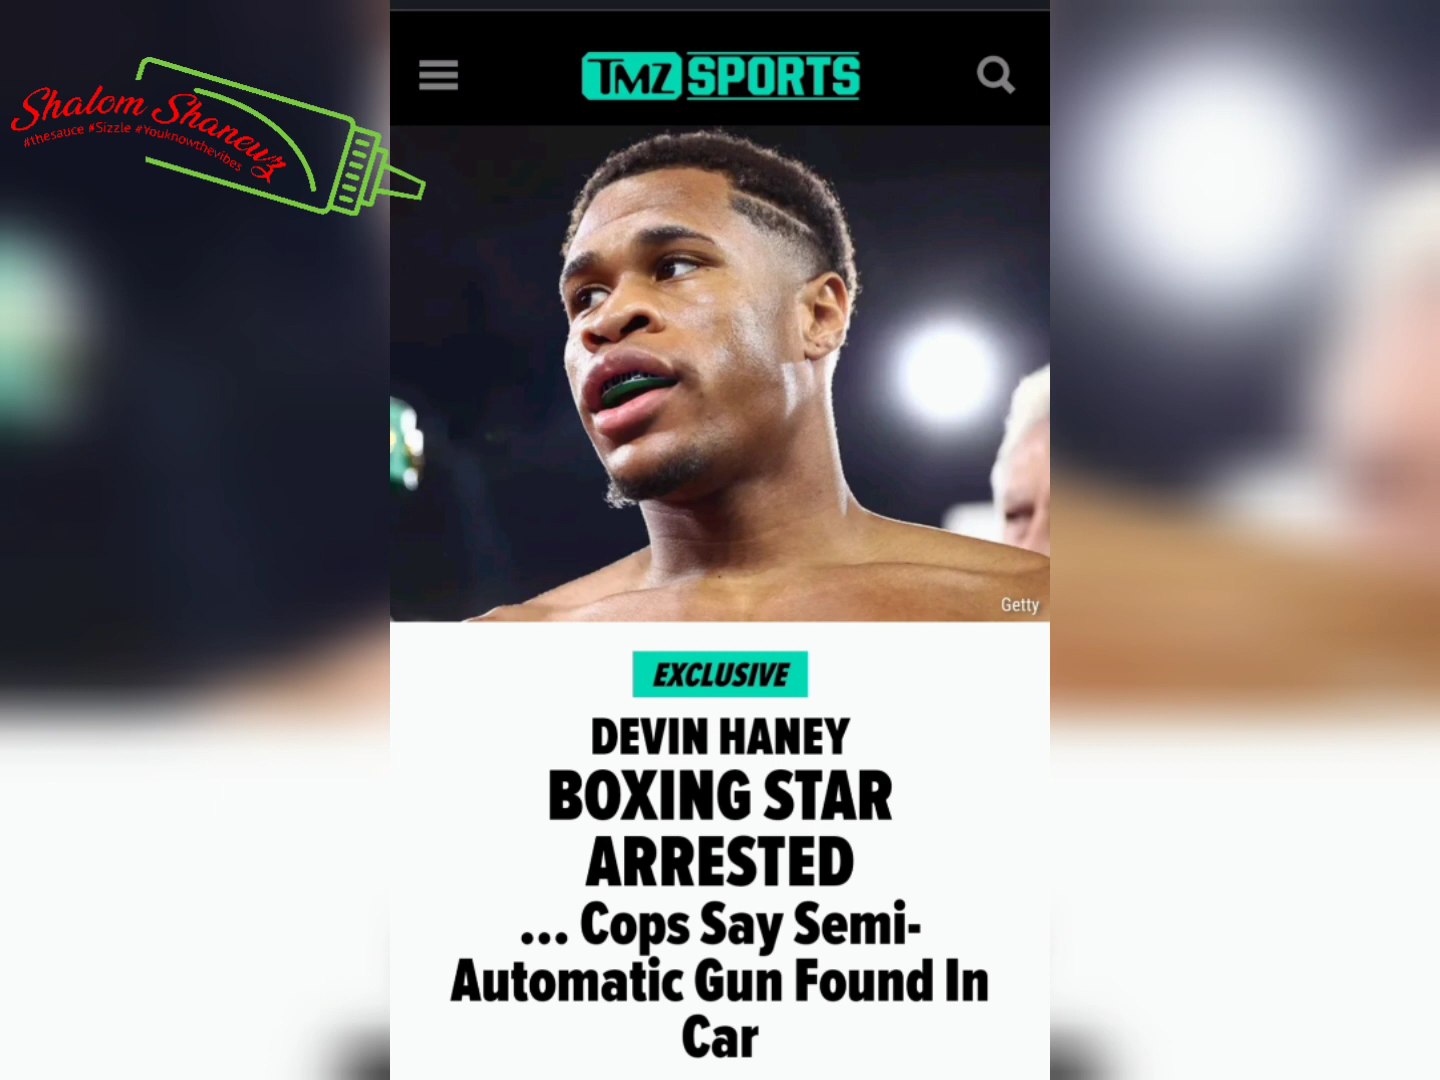 Shalom Shanewz
#thesauce #Sizzle #Youknowthevibes
TMZ SPORTS
Getty
EXCLUSIVE
DEVIN HANEY
BOXING STAR
ARRESTED
... Cops Say Semi-
Automatic Gun Found In
Car